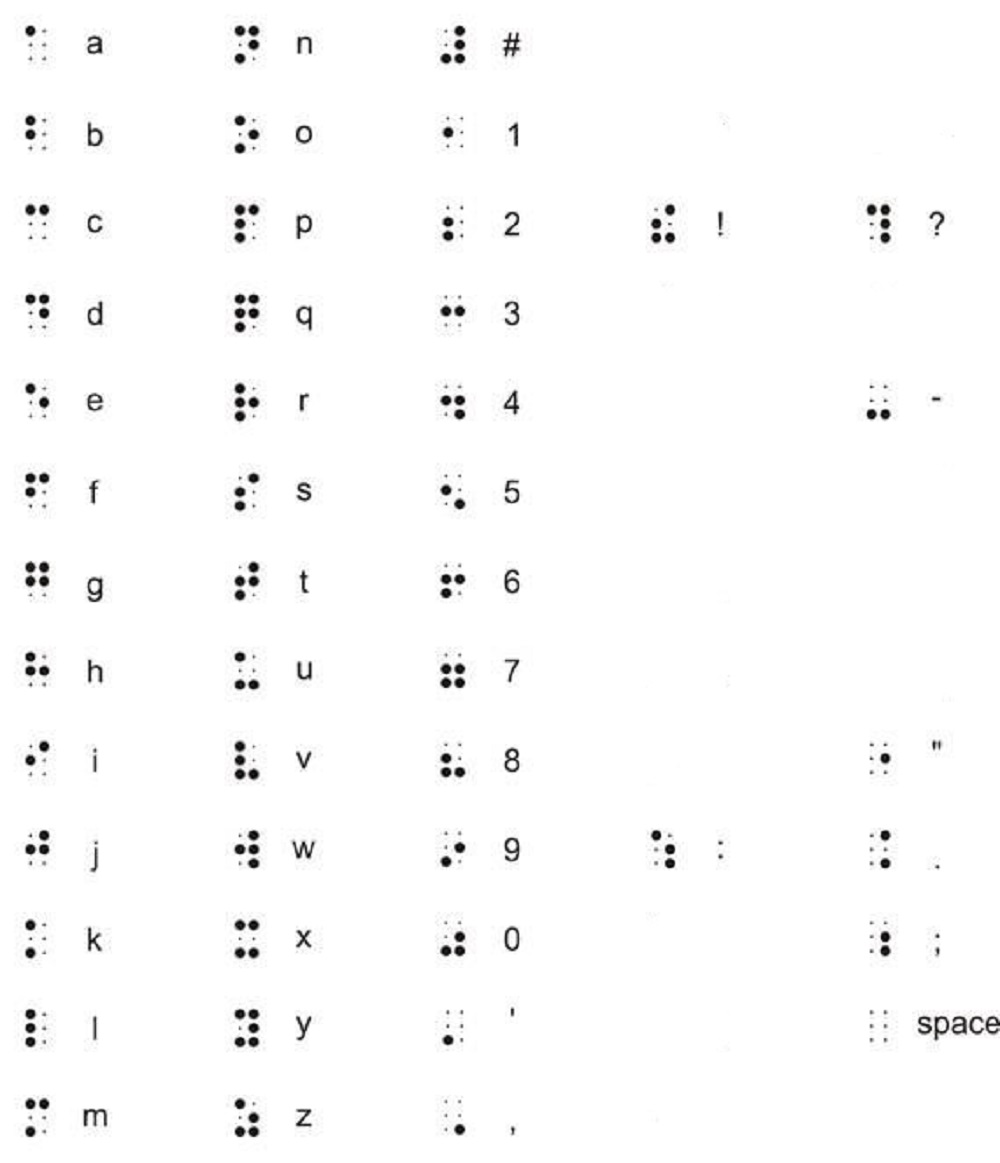 ⠁ a ⠝ n ⠼ #
⠃ b ⠕ o ⠂ 1
⠉ c ⠏ p ⠆ 2 ⠮ ! ⠹ ?
⠙ d ⠟ q ⠒ 3
⠑ e ⠗ r ⠲ 4 ⠤ -
⠋ f ⠎ s ⠢ 5
⠛ g ⠞ t ⠖ 6
⠓ h ⠥ u ⠶ 7
⠊ i ⠧ v ⠦ 8 ⠐ "
⠚ j ⠺ w ⠔ 9 ⠱ : ⠨ .
⠅ k ⠭ x ⠴ 0 ⠰ ;
⠇ l ⠽ y ⠄ ' ⠀ space
⠍ m ⠵ z ⠠ ,